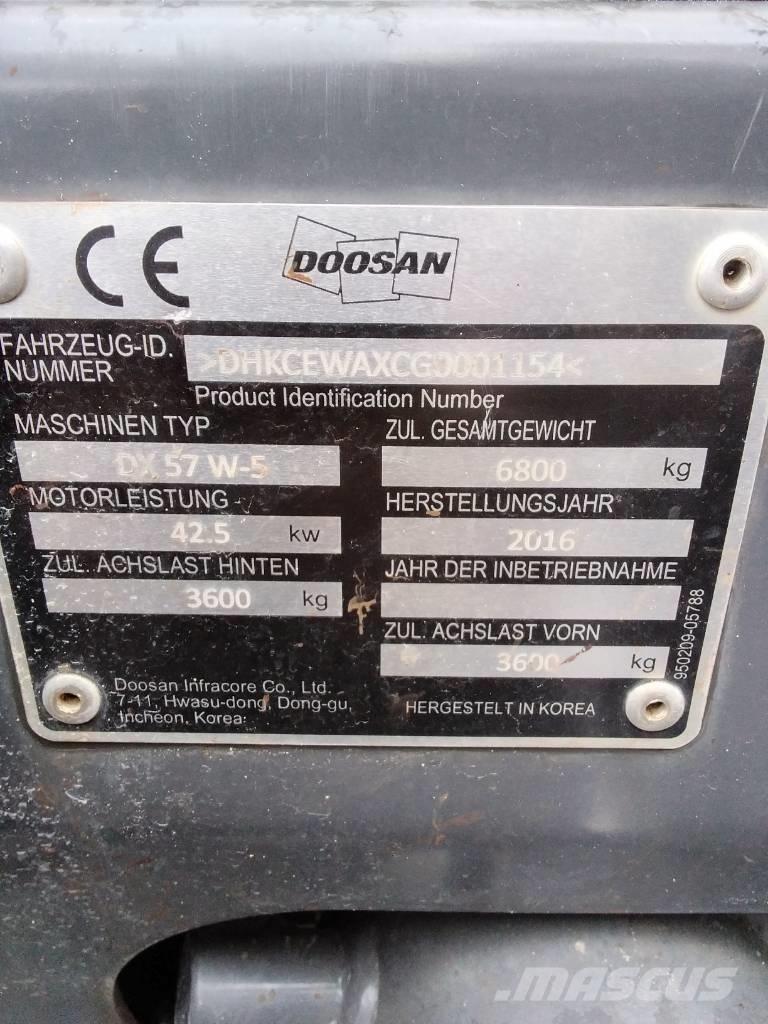 CE
DOOSAN
FAHRZEUG-ID.
NUMMER
>DHKCEWAXCG0001154<
Product Identification Number
MASCHINEN TYP
DX 57 W-5
ZUL. GESAMTGEWICHT
6800 kg
MOTORLEISTUNG
42.5 kw
HERSTELLUNGSJAHR
2016
ZUL. ACHSLAST HINTEN
3600 kg
JAHR DER INBETRIEBNAHME
ZUL. ACHSLAST VORN
3600 kg
950209-05788
Doosan Infracore Co., Ltd.
7-11, Hwasu-dong, Dong-gu,
Incheon, Korea.
HERGESTELLT IN KOREA
MASCUS